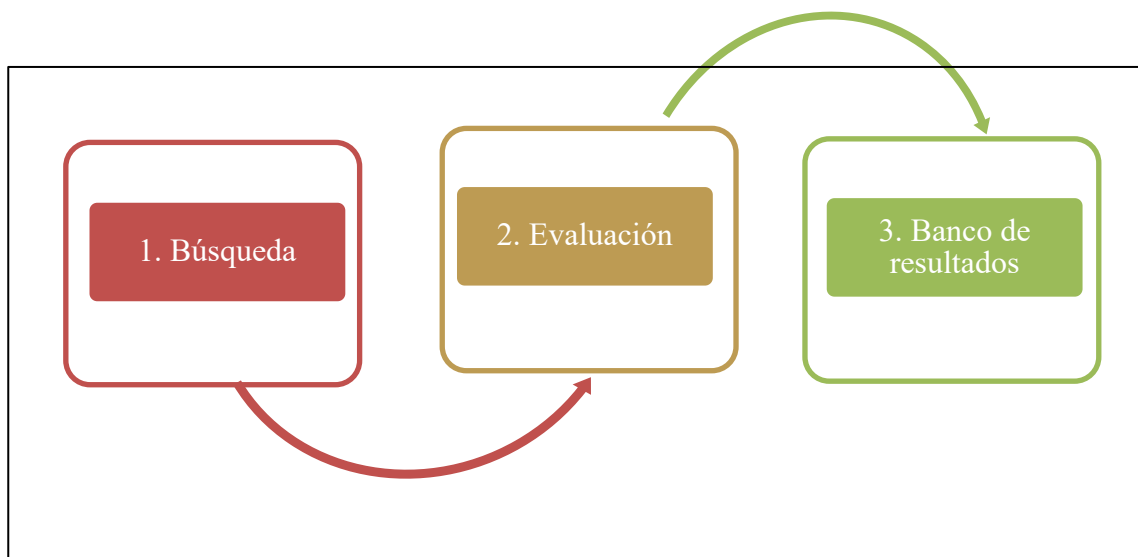 1. Búsqueda
2. Evaluación
3. Banco de
resultados